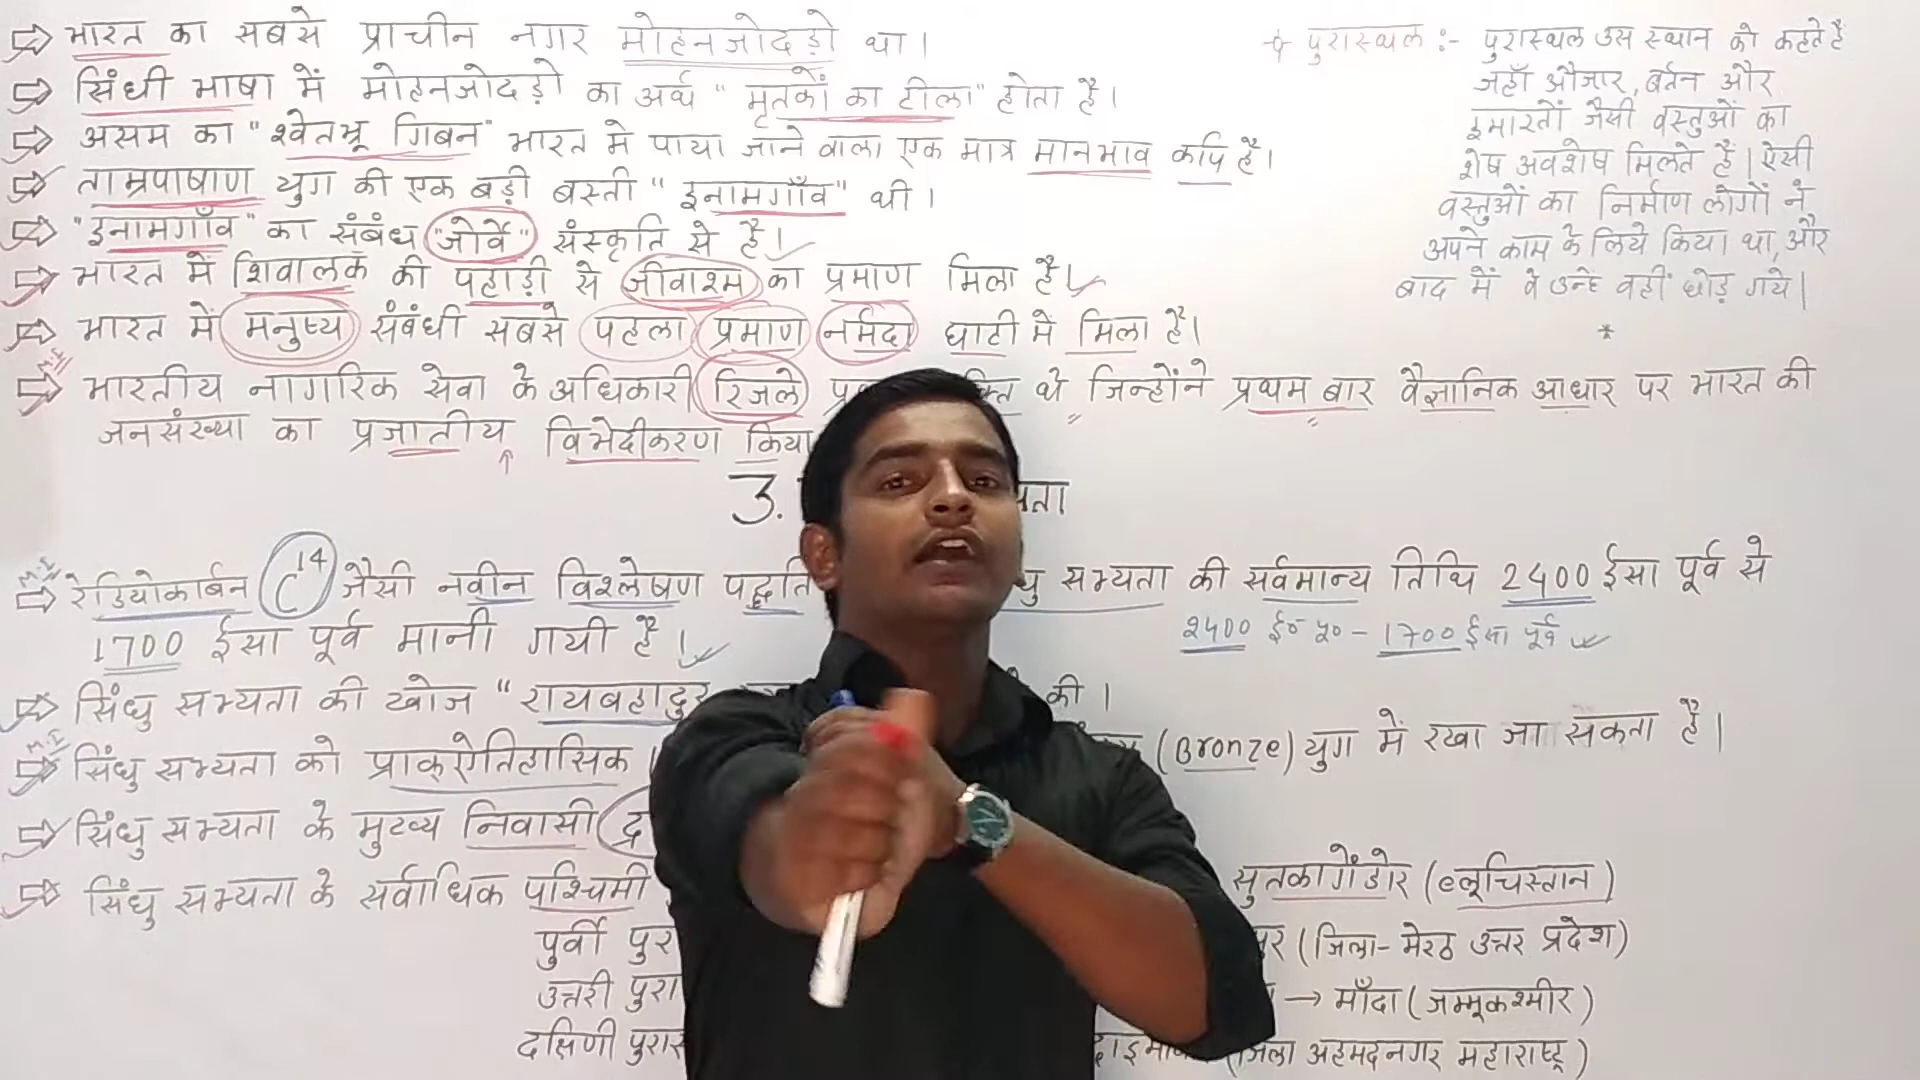 भारत का सबसे प्राचीन नगर मोहनजोदड़ो था।
सिंधी भाषा में मोहनजोदड़ो का अर्थ "मृतकों का टीला" होता है।
असम का "श्वेतभ्रू गिबन" भारत मे पाया जाने वाला एक मात्र मानभाव कपि है।
ताम्रपाषाण युग की एक बड़ी बस्ती "इनामगाँव" थी।
"इनामगाँव" का संबंध "जोर्वे" संस्कृति से है।
भारत में शिवालक की पहाड़ी से जीवाश्म का प्रमाण मिला है।
भारत में मनुष्य संबंधी सबसे पहला प्रमाण नर्मदा घाटी मे मिला है।
M.I
भारतीय नागरिक सेवा के अधिकारी रिजले थे जिन्होंने प्रथम बार वैज्ञानिक आधार पर भारत की
जनसंख्या का प्रजातीय विभेदीकरण किया
पुरास्थल :- पुरास्थल उस स्थान को कहते है
जहाँ औजार, बर्तन और
इमारतों जैसी वस्तुओं का
शेष अवशेष मिलते हैं। ऐसी
वस्तुओं का निर्माण लोगों ने
अपने काम के लिये किया था, और
बाद में वे उन्हे वहीं छोड़ गये।
*
3.
M.I
रेडियोकार्बन C14 जैसी नवीन विश्लेषण पद्धति सभ्यता की सर्वमान्य तिथि 2400 ईसा पूर्व से
1700 ईसा पूर्व मानी गयी है।
2400 ई० पू० - 1700 ईसा पूर्व
सिंधु सभ्यता की खोज "रायबहादुर की।
M.I
सिंधु सभ्यता को प्राक्ऐतिहासिक (Bronze) युग में रखा जा सकता है।
सिंधु सभ्यता के मुख्य निवासी
सिंधु सभ्यता के सर्वाधिक पश्चिमी सुतकागेंडोर (बलूचिस्तान)
पुर्वी (जिला- मेरठ उत्तर प्रदेश)
उत्तरी → माँदा (जम्मूकश्मीर)
दक्षिणी (जिला अहमदनगर महाराष्ट्र)